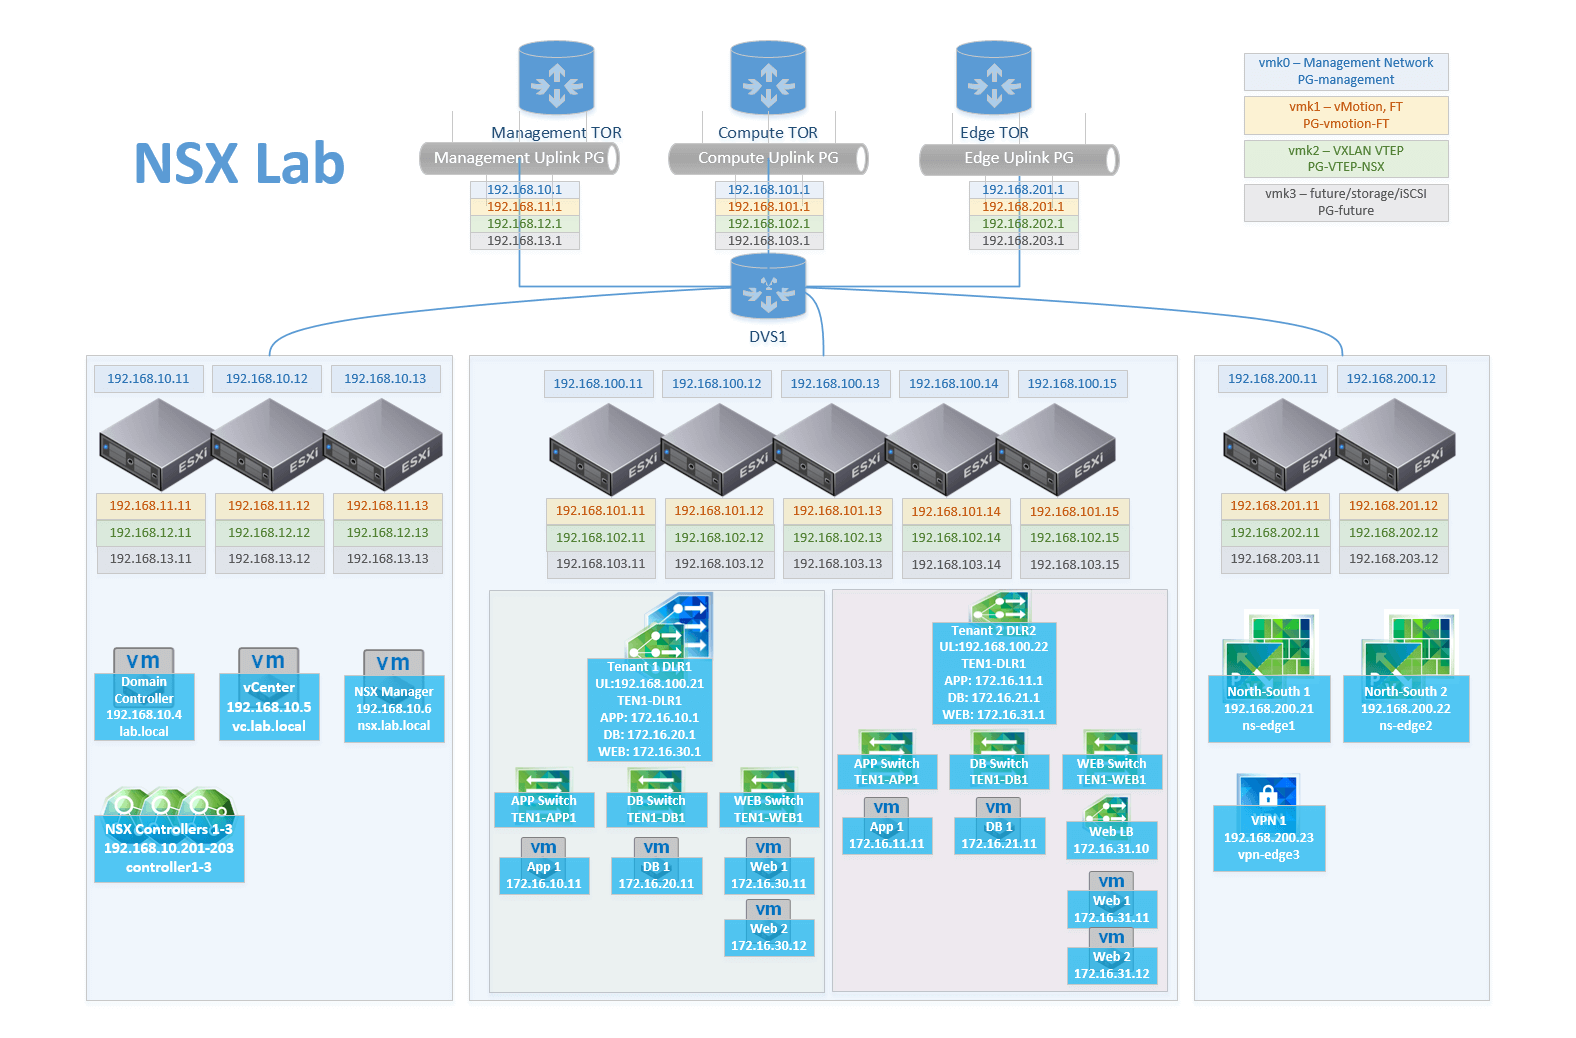 NSX Lab
Management TOR
Compute TOR
Edge TOR
Management Uplink PG
Compute Uplink PG
Edge Uplink PG
192.168.10.1
192.168.11.1
192.168.12.1
192.168.13.1
192.168.101.1
192.168.101.1
192.168.102.1
192.168.103.1
192.168.201.1
192.168.201.1
192.168.202.1
192.168.203.1
vmk0 – Management Network
PG-management
vmk1 – vMotion, FT
PG-vmotion-FT
vmk2 – VXLAN VTEP
PG-VTEP-NSX
vmk3 – future/storage/iSCSI
PG-future
DVS1
192.168.10.11
192.168.10.12
192.168.10.13
ESXi
ESXi
ESXi
192.168.11.11
192.168.11.12
192.168.11.13
192.168.12.11
192.168.12.12
192.168.12.13
192.168.13.11
192.168.13.12
192.168.13.13
vm
Domain
Controller
192.168.10.4
lab.local
vm
vCenter
192.168.10.5
vc.lab.local
vm
NSX Manager
192.168.10.6
nsx.lab.local
NSX Controllers 1-3
192.168.10.201-203
controller1-3
192.168.100.11
192.168.100.12
192.168.100.13
192.168.100.14
192.168.100.15
ESXi
ESXi
ESXi
ESXi
ESXi
192.168.101.11
192.168.101.12
192.168.101.13
192.168.101.14
192.168.101.15
192.168.102.11
192.168.102.12
192.168.102.13
192.168.102.14
192.168.102.15
192.168.103.11
192.168.103.12
192.168.103.13
192.168.103.14
192.168.103.15
Tenant 1 DLR1
UL:192.168.100.21
TEN1-DLR1
APP: 172.16.10.1
DB: 172.16.20.1
WEB: 172.16.30.1
APP Switch
TEN1-APP1
DB Switch
TEN1-DB1
WEB Switch
TEN1-WEB1
vm
App 1
172.16.10.11
vm
DB 1
172.16.20.11
vm
Web 1
172.16.30.11
vm
Web 2
172.16.30.12
Tenant 2 DLR2
UL:192.168.100.22
TEN1-DLR1
APP: 172.16.11.1
DB: 172.16.21.1
WEB: 172.16.31.1
APP Switch
TEN1-APP1
DB Switch
TEN1-DB1
WEB Switch
TEN1-WEB1
vm
App 1
172.16.11.11
vm
DB 1
172.16.21.11
Web LB
172.16.31.10
vm
Web 1
172.16.31.11
vm
Web 2
172.16.31.12
192.168.200.11
192.168.200.12
ESXi
ESXi
192.168.201.11
192.168.201.12
192.168.202.11
192.168.202.12
192.168.203.11
192.168.203.12
P
North-South 1
192.168.200.21
ns-edge1
P
North-South 2
192.168.200.22
ns-edge2
VPN 1
192.168.200.23
vpn-edge3